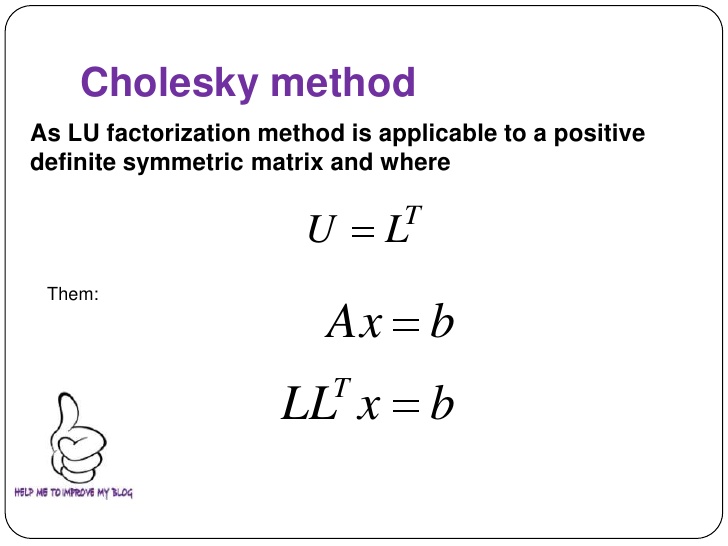 Cholesky method
As LU factorization method is applicable to a positive
definite symmetric matrix and where
U = L^T
Them:
Ax = b
LL^T x = b
HELP ME TO IMPROVE MY BLOG